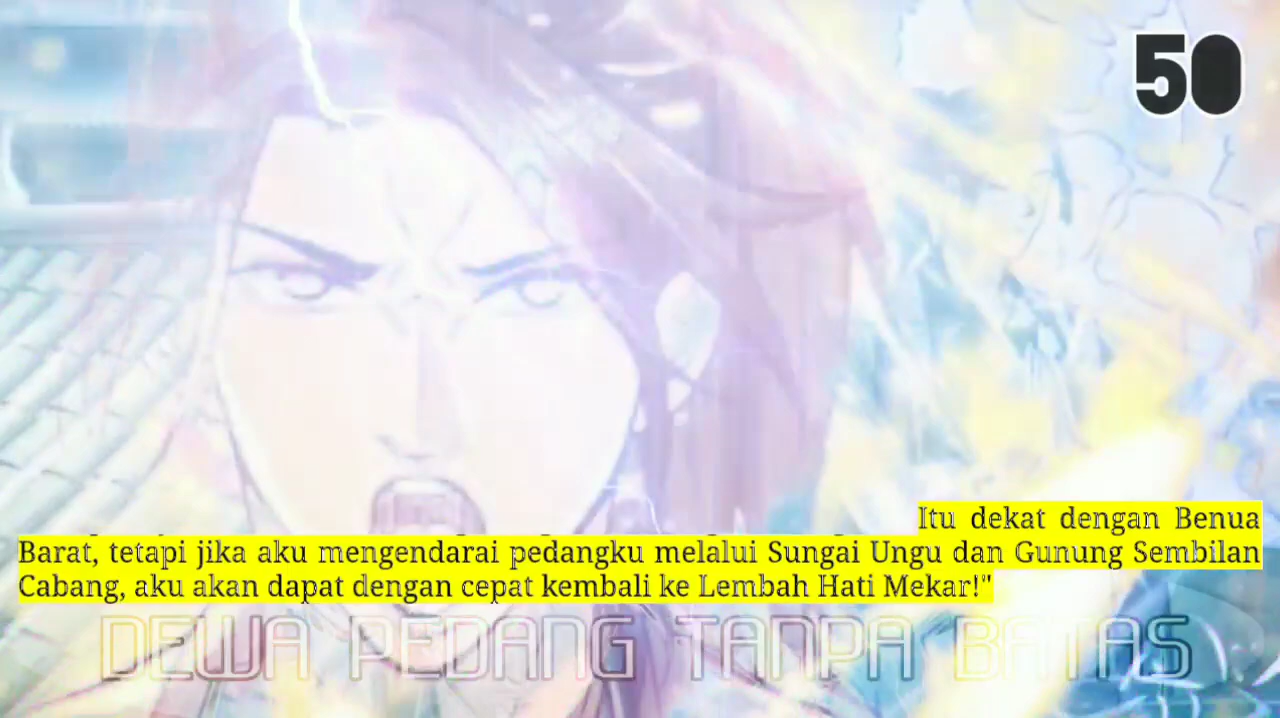 50
Itu dekat dengan Benua
Barat, tetapi jika aku mengendarai pedangku melalui Sungai Ungu dan Gunung Sembilan
Cabang, aku akan dapat dengan cepat kembali ke Lembah Hati Mekar!"
DEWA PEDANG TANPA BATAS